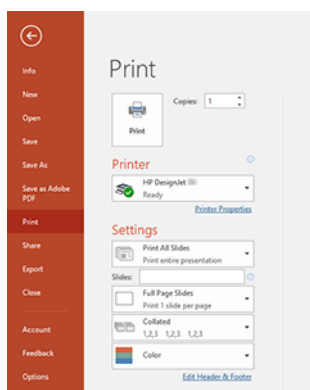 Info
New
Open
Save
Save As
Save as Adobe
PDF
Print
Share
Export
Close
Account
Feedback
Options
Print
Copies: 1
Print
Printer
HP DesignJet
Ready
Printer Properties
Settings
Print All Slides
Print entire presentation
Slides:
Full Page Slides
Print 1 slide per page
Collated
1,2,3 1,2,3 1,2,3
Color
Edit Header & Footer